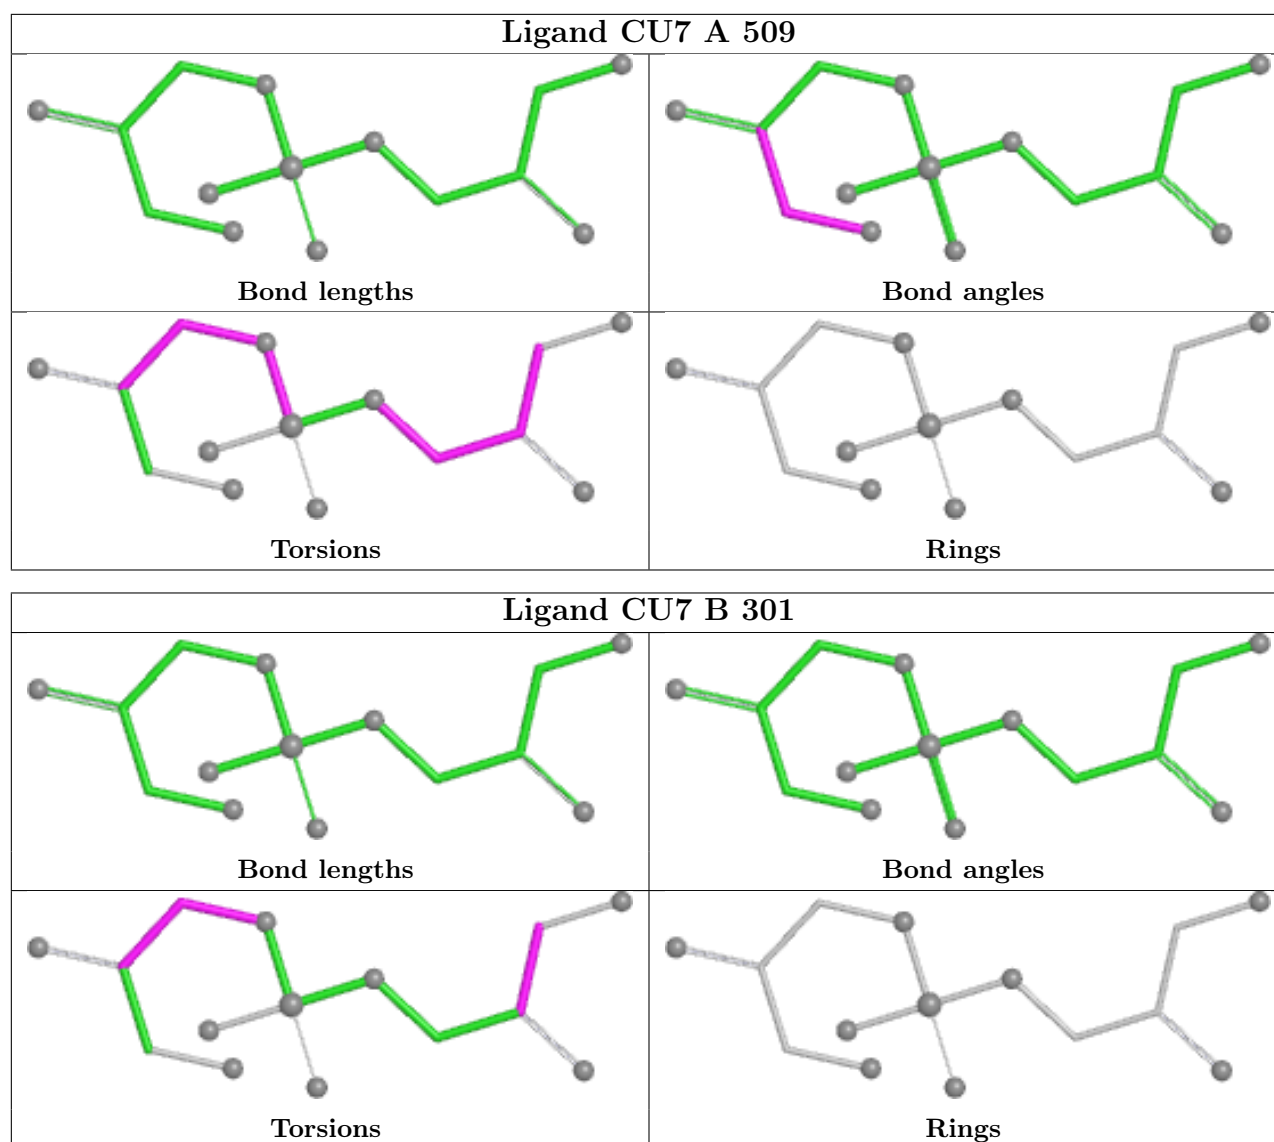 Ligand CU7 A 509
Bond lengths
Bond angles
Torsions
Rings
Ligand CU7 B 301
Bond lengths
Bond angles
Torsions
Rings